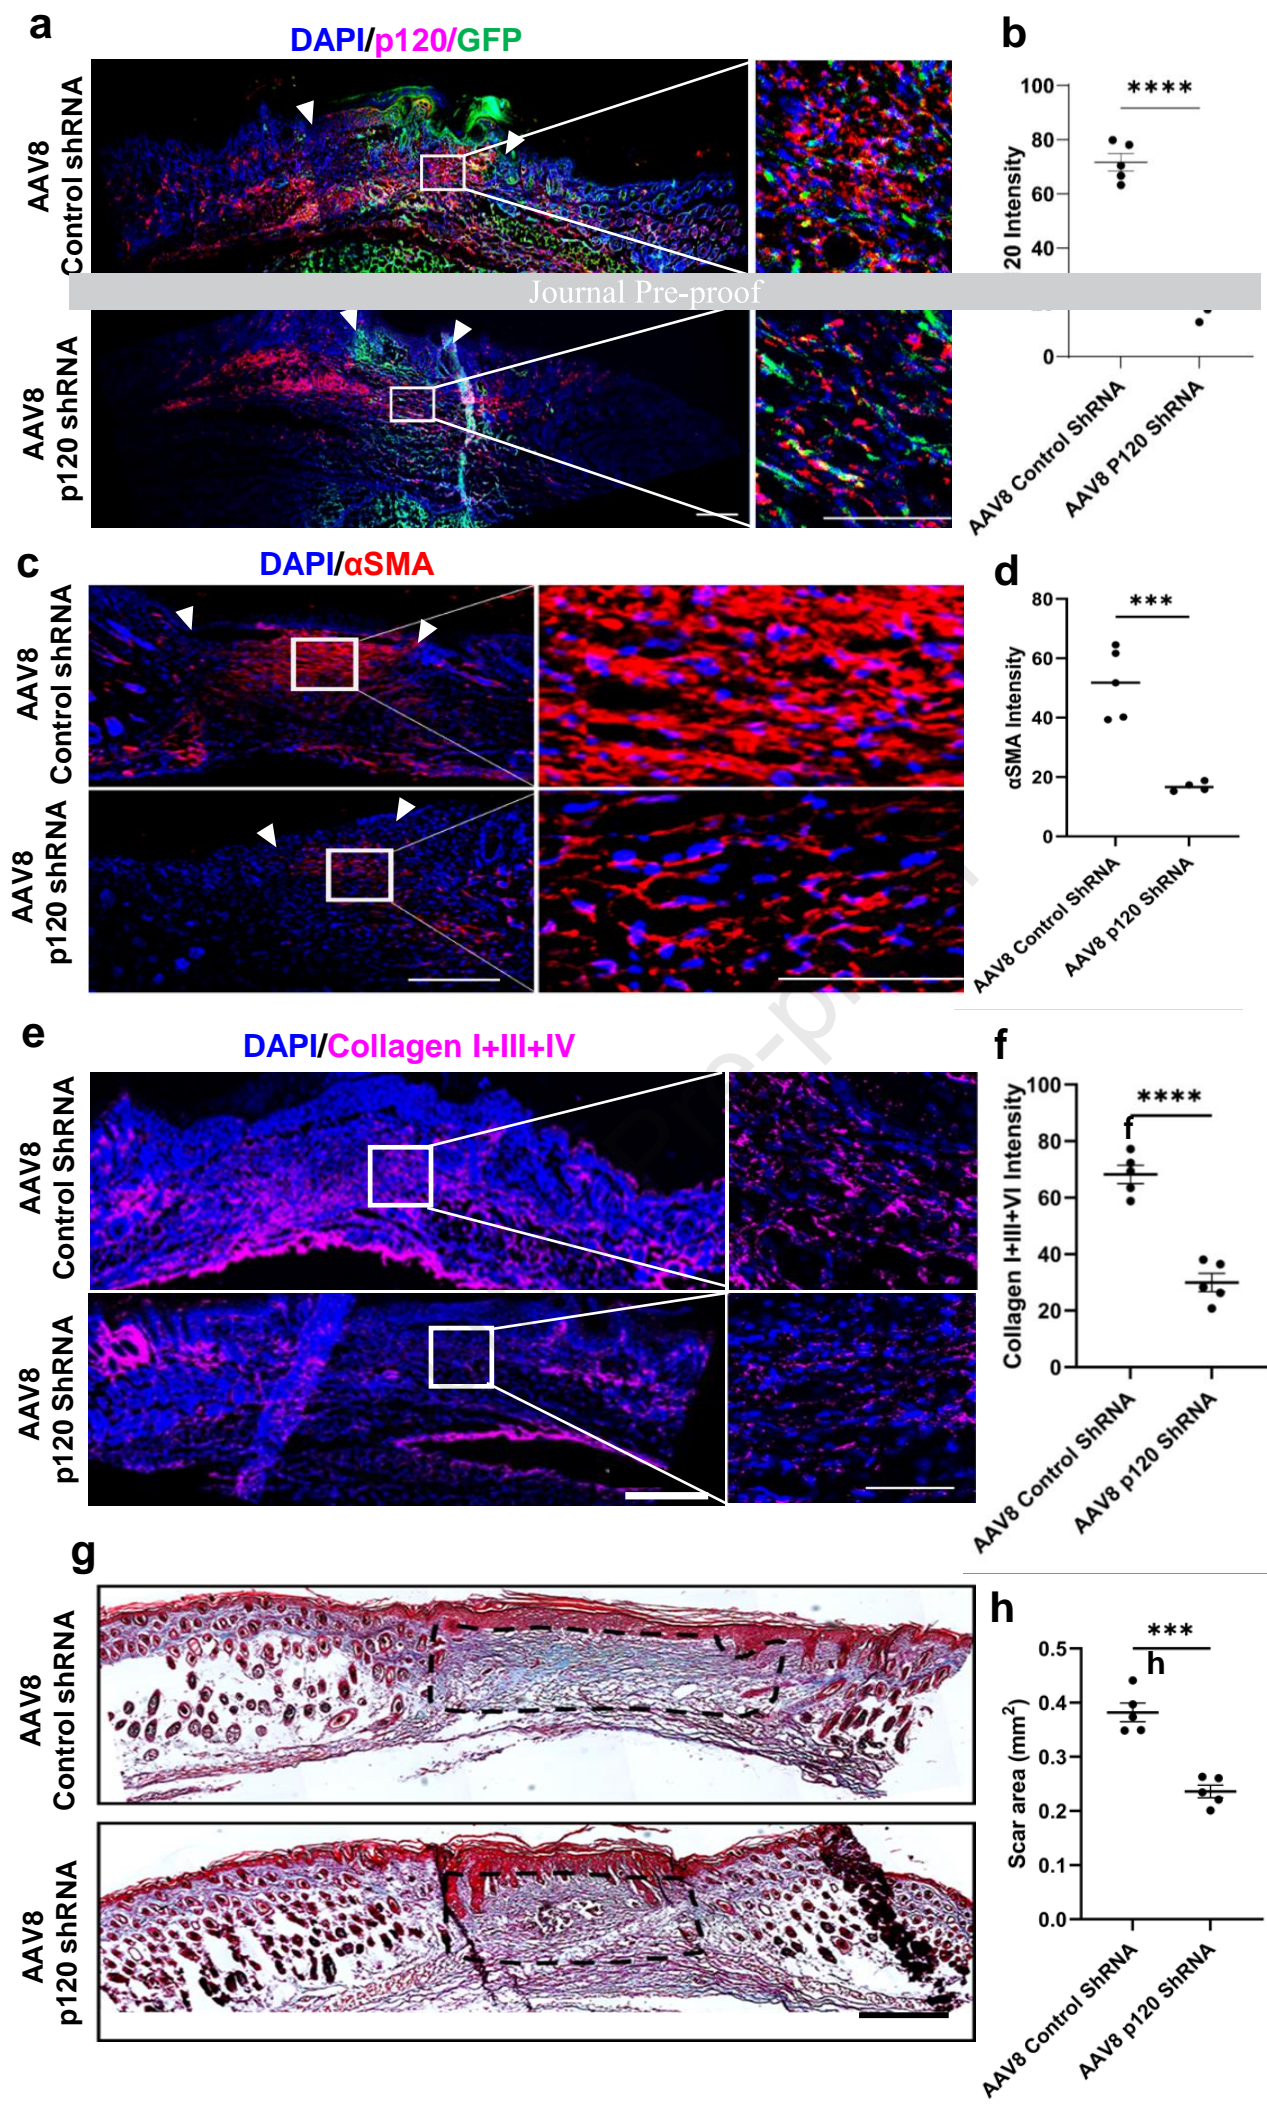 a
DAPI/p120/GFP
AAV8
Control shRNA
AAV8
p120 shRNA
b
100
80
60
40
0
20 Intensity
****
AAV8 Control ShRNA
AAV8 P120 ShRNA
Journal Pre-proof
c
DAPI/αSMA
AAV8
Control shRNA
AAV8
p120 shRNA
d
80
60
40
20
0
αSMA Intensity
***
AAV8 Control ShRNA
AAV8 p120 ShRNA
e
DAPI/Collagen I+III+IV
AAV8
Control ShRNA
AAV8
p120 ShRNA
f
100
80
60
40
20
0
Collagen I+III+VI Intensity
****
f
AAV8 Control ShRNA
AAV8 p120 ShRNA
g
AAV8
Control shRNA
AAV8
p120 shRNA
h
0.5
0.4
0.3
0.2
0.1
0.0
Scar area (mm²)
***
h
AAV8 Control ShRNA
AAV8 p120 ShRNA